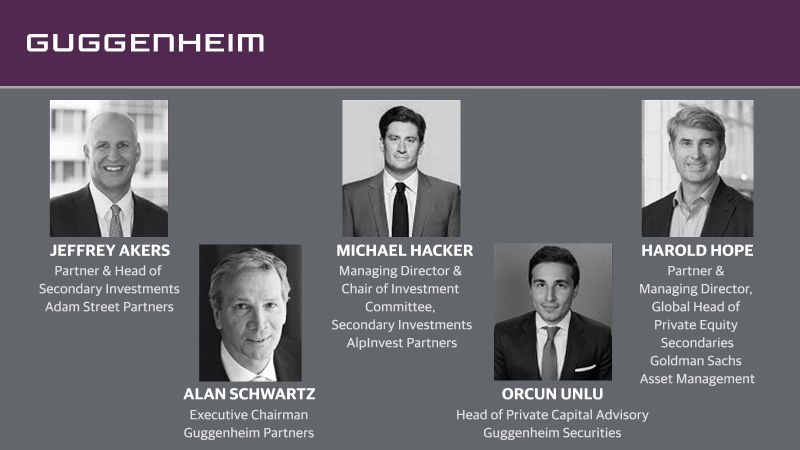 GUGGENHEIM
JEFFREY AKERS
Partner & Head of
Secondary Investments
Adam Street Partners
ALAN SCHWARTZ
Executive Chairman
Guggenheim Partners
MICHAEL HACKER
Managing Director &
Chair of Investment
Committee,
Secondary Investments
AlpInvest Partners
ORCUN UNLU
Head of Private Capital Advisory
Guggenheim Securities
HAROLD HOPE
Partner &
Managing Director,
Global Head of
Private Equity
Secondaries
Goldman Sachs
Asset Management